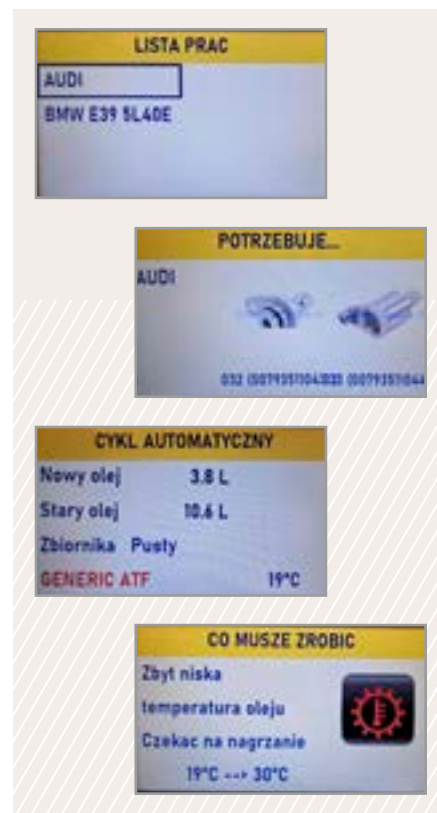 LISTA PRAC
AUDI
BMW E39 5L40E
POTRZEBUJE...
AUDI
CYKL AUTOMATYCZNY
Nowy olej 3.8 L
Stary olej 10.6 L
Zbiornika Pusty
GENERIC ATF 19°C
CO MUSZE ZROBIC
Zbyt niska
temperatura oleju
Czekac na nagrzanie
19°C --> 30°C